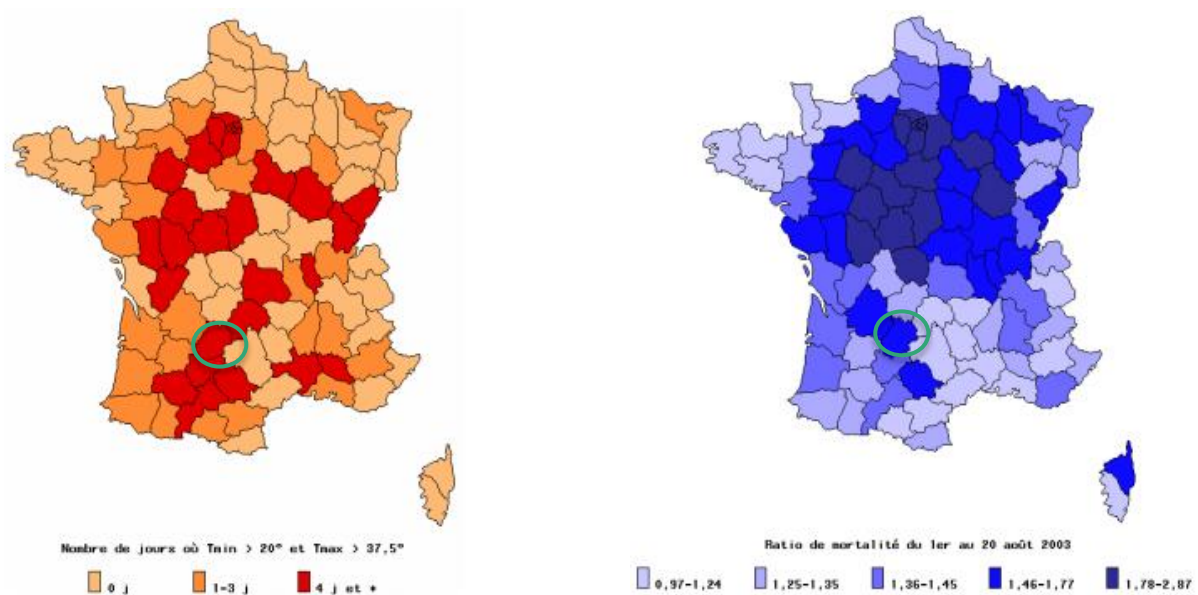 Nombre de jours où Tmin > 20° et Tmax > 37,5°
0 j
1-3 j
4 j et +
Ratio de mortalité du 1er au 20 août 2003
0,97-1,24
1,25-1,35
1,36-1,45
1,46-1,77
1,78-2,87